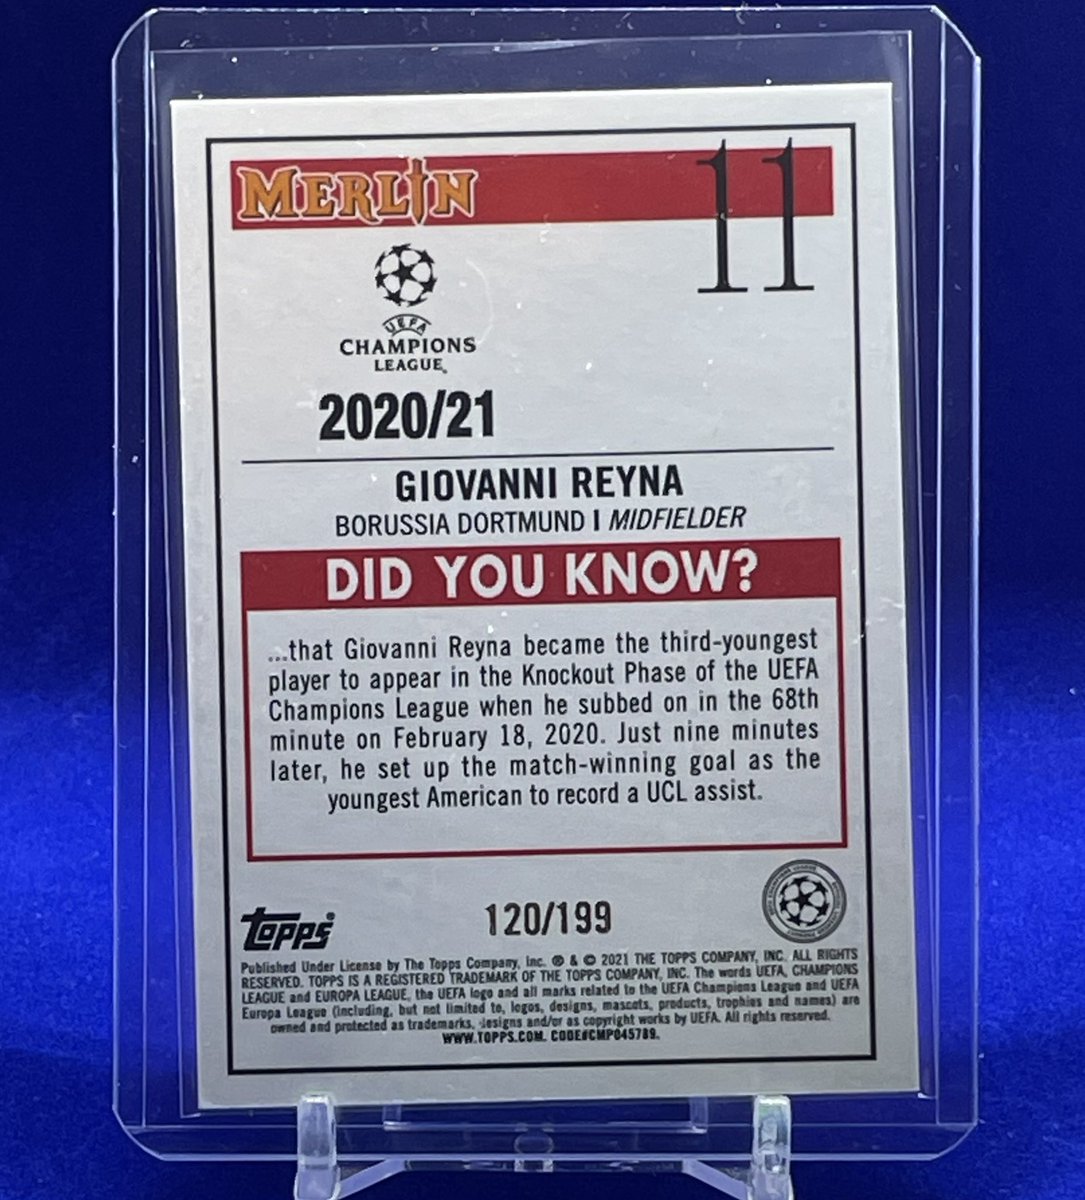 MERLIN
11
UEFA
CHAMPIONS
LEAGUE
2020/21
GIOVANNI REYNA
BORUSSIA DORTMUND I MIDFIELDER
DID YOU KNOW?
...that Giovanni Reyna became the third-youngest
player to appear in the Knockout Phase of the UEFA
Champions League when he subbed on in the 68th
minute on February 18, 2020. Just nine minutes
later, he set up the match-winning goal as the
youngest American to record a UCL assist.
Topps
120/199
Published Under License by The Topps Company, Inc. ® & © 2021 THE TOPPS COMPANY, INC. ALL RIGHTS
RESERVED. TOPPS IS A REGISTERED TRADEMARK OF THE TOPPS COMPANY, INC. The words UEFA, CHAMPIONS
LEAGUE and EUROPA LEAGUE, the UEFA logo and all marks related to the UEFA Champions League and UEFA
Europa League (including, but not limited to, logos, designs, mascots, products, trophies and names) are
owned and protected as trademarks, designs and/or as copyright works by UEFA. All rights reserved.
WWW.TOPPS.COM. CODE#CMP045789.